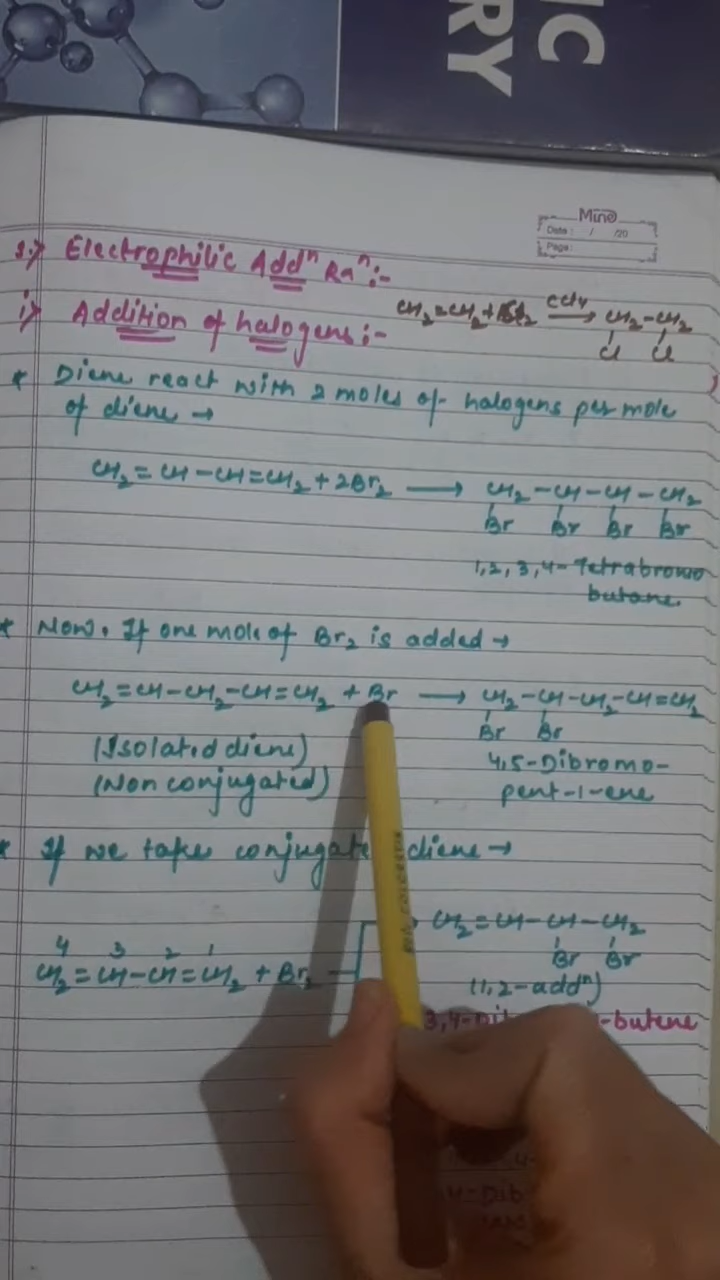 IC
RY
Mino
Date: / /20
Page:
1.) Electrophilic Addⁿ Rxⁿ:-
i) Addition of halogens:-
CH₂=CH₂+ CCl₄ → CH₂-CH₂
Cl Cl
* Diene react with 2 moles of halogens per mole
of diene →
CH₂=CH-CH=CH₂+2Br₂ → CH₂-CH-CH-CH₂
Br Br Br Br
1,2,3,4-Tetrabromo
butane.
* Now. If one mole of Br₂ is added →
CH₂=CH-CH₂-CH=CH₂ + Br → CH₂-CH-CH₂-CH=CH₂
Br Br
(Isolated diene) 4,5-Dibromo-
(Non conjugated) pent-1-ene
* If we take conjugate diene →
CH₂=CH-CH-CH₂
Br Br
4 3 2 1
CH₂=CH-CH=CH₂ + Br₂
(1,2-addⁿ)
3,4-Di -butene
-Dib